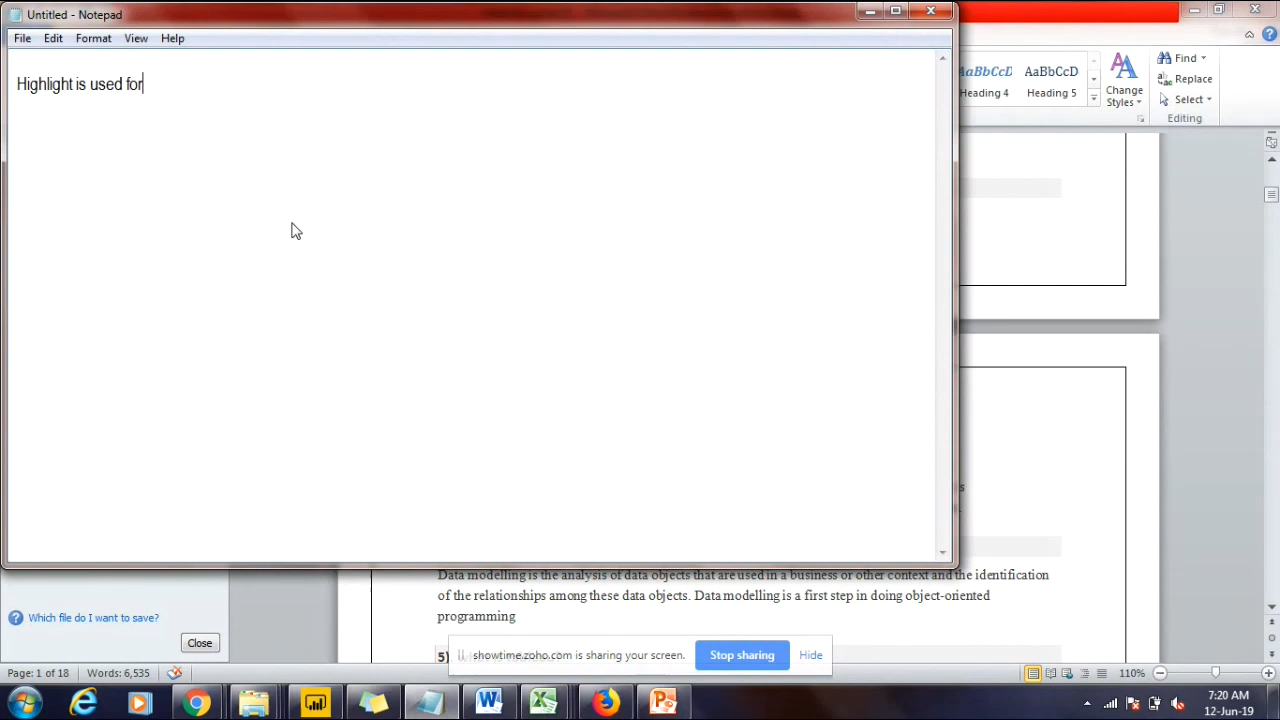 Untitled - Notepad
File Edit Format View Help
Highlight is used for
AaBbCcD AaBbCcD
Heading 4 Heading 5
Change
Styles
Find
Replace
Select
Editing
Data modelling is the analysis of data objects that are used in a business or other context and the identification
of the relationships among these data objects. Data modelling is a first step in doing object-oriented
programming
5)
Which file do I want to save?
Close
showtime.zoho.com is sharing your screen. Stop sharing Hide
Page: 1 of 18 Words: 6,535 110%
7:20 AM
12-Jun-19